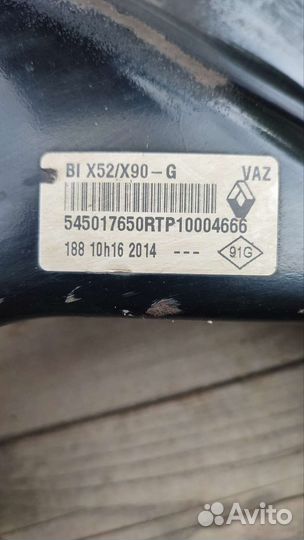 BI X52/X90-G
VAZ
545017650RTP10004666
188 10h16 2014 ---
91G
Avito